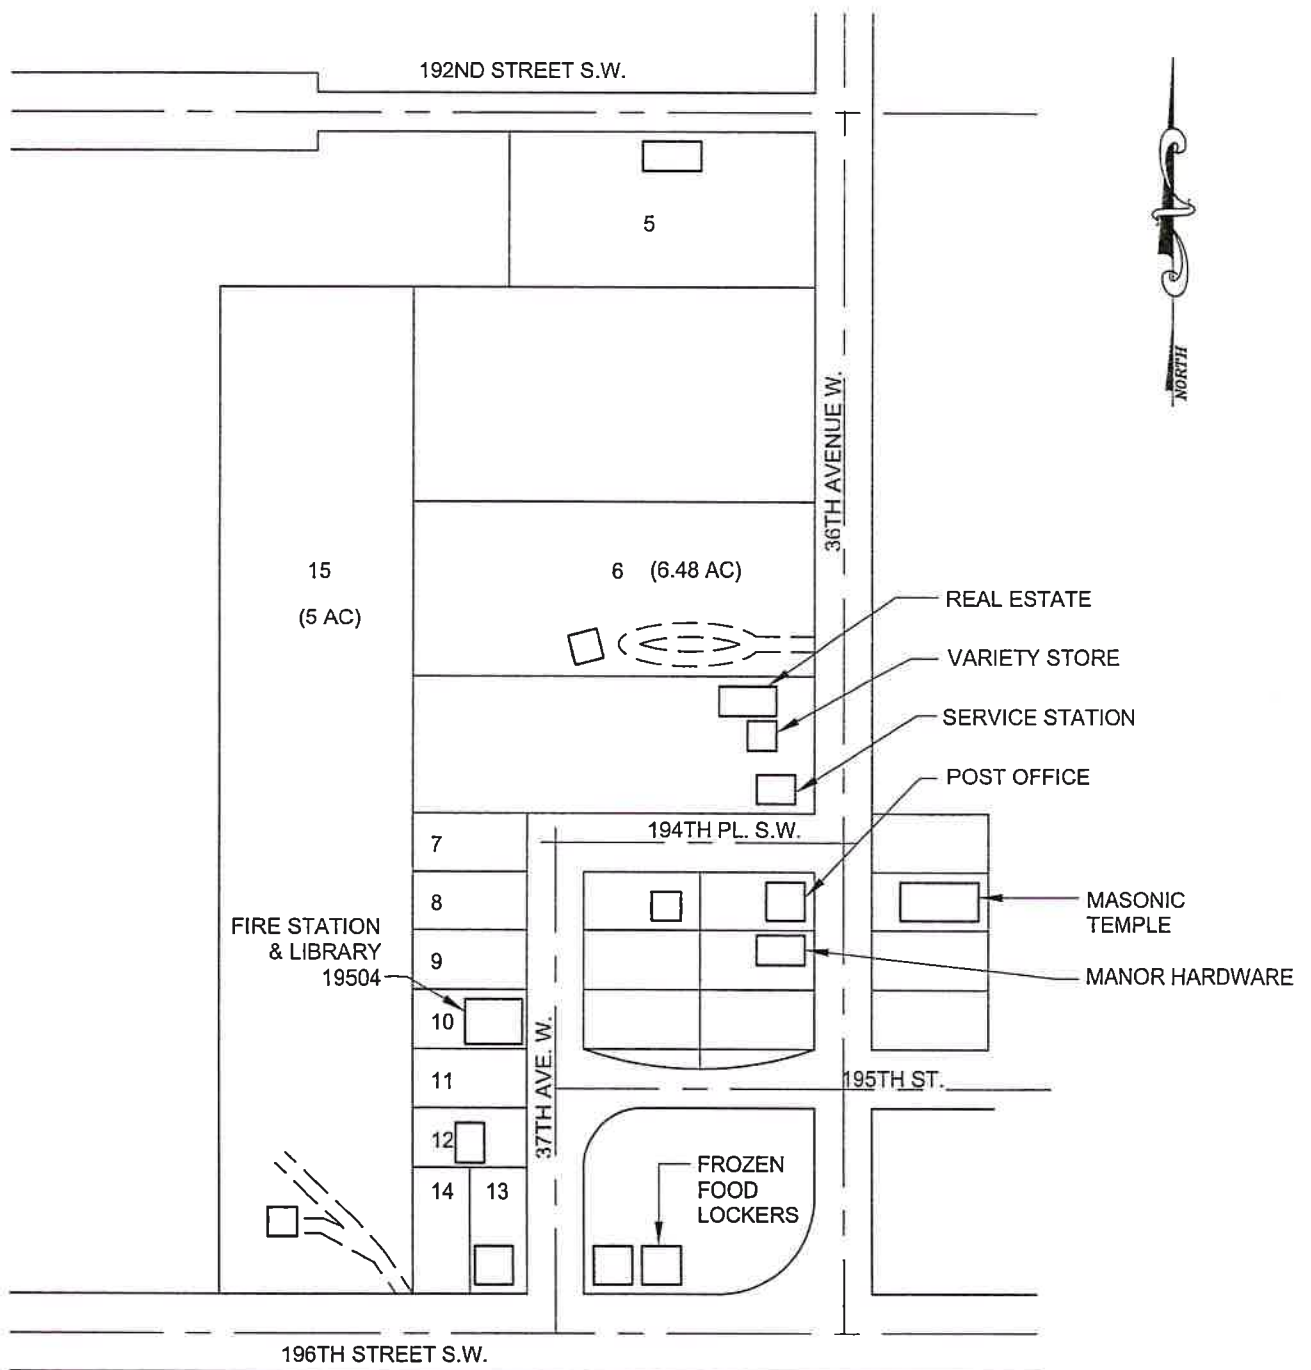 192ND STREET S.W.
5
NORTH
36TH AVENUE W.
15
(5 AC)
6 (6.48 AC)
REAL ESTATE
VARIETY STORE
SERVICE STATION
POST OFFICE
194TH PL. S.W.
7
8
9
10
11
12
14
13
FIRE STATION
& LIBRARY
19504
MASONIC
TEMPLE
MANOR HARDWARE
37TH AVE. W.
195TH ST.
FROZEN
FOOD
LOCKERS
196TH STREET S.W.